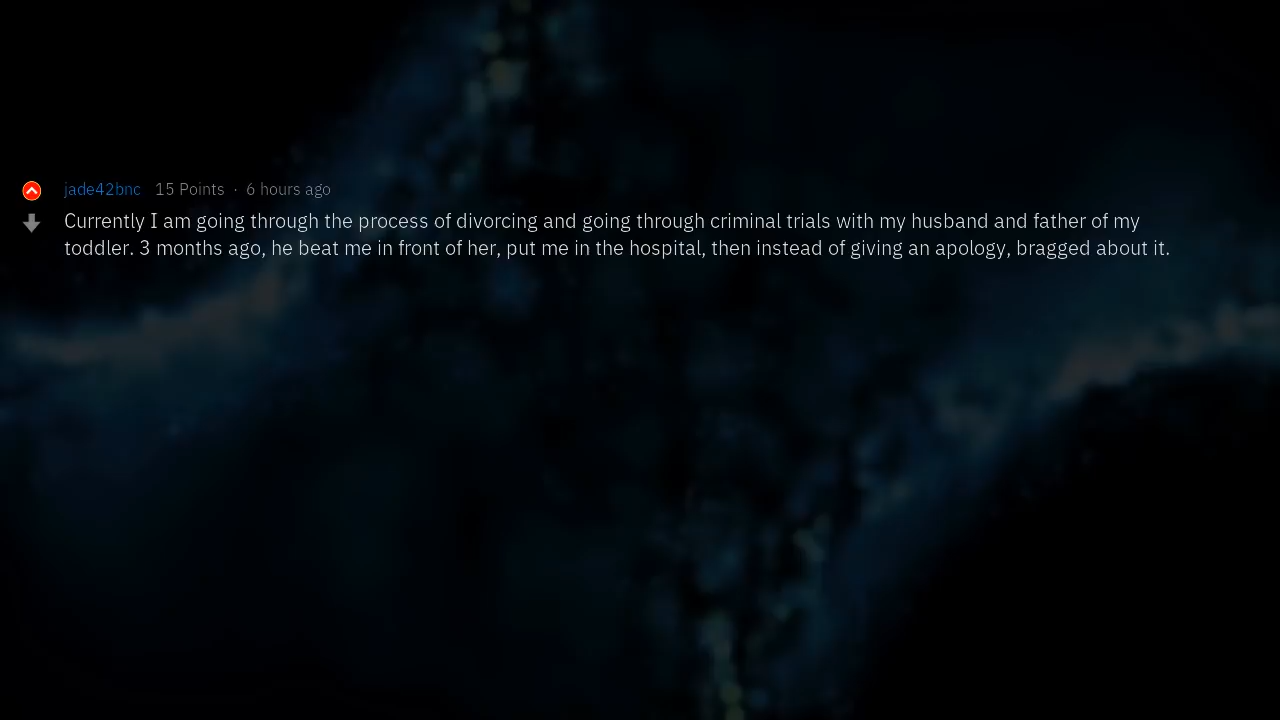 jade42bnc 15 Points · 6 hours ago
Currently I am going through the process of divorcing and going through criminal trials with my husband and father of my
toddler. 3 months ago, he beat me in front of her, put me in the hospital, then instead of giving an apology, bragged about it.